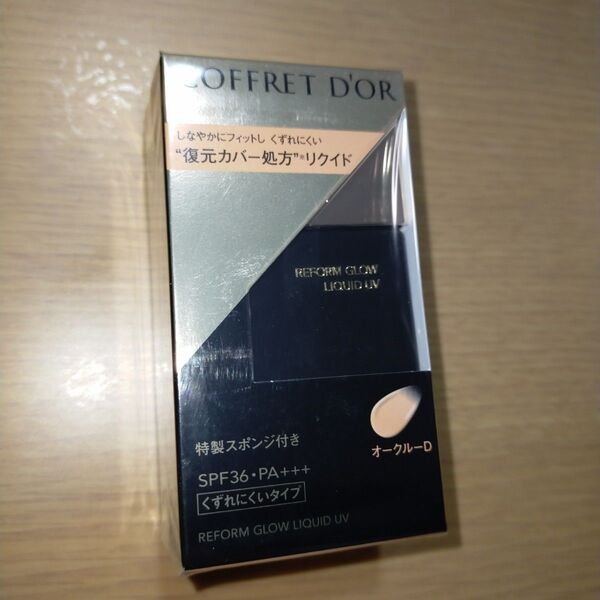 COFFRET D'OR
しなやかにフィットし くずれにくい
"復元カバー処方"※リクイド
REFORM GLOW
LIQUID UV
オークルーD
特製スポンジ付き
SPF36・PA+++
くずれにくいタイプ
REFORM GLOW LIQUID UV